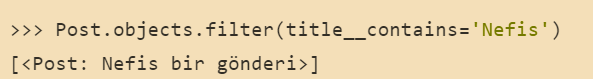 >>> Post.objects.filter(title__contains='Nefis')
[<Post: Nefis bir gönderi>]